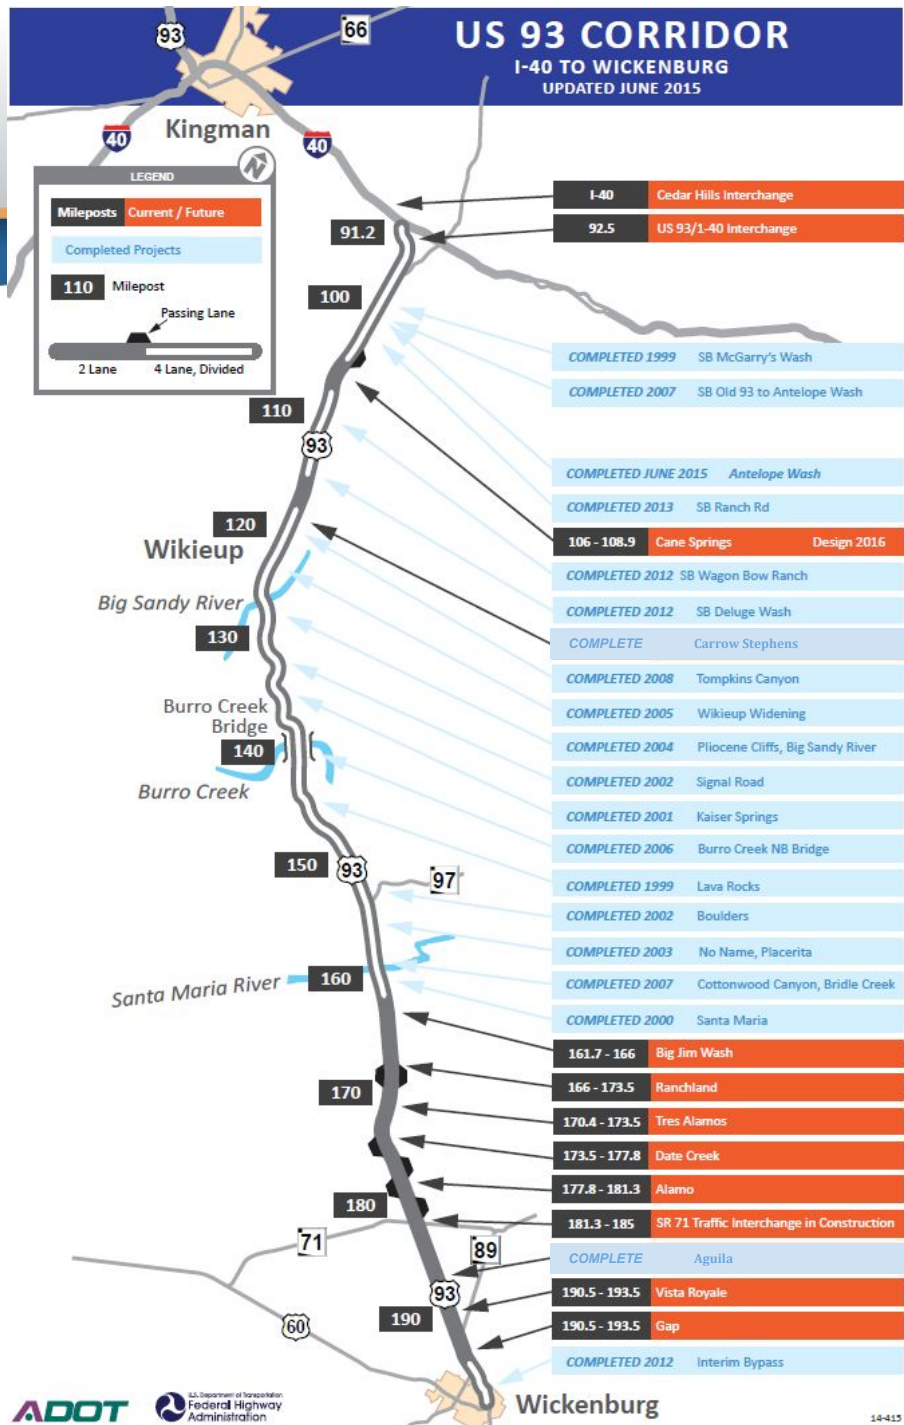 US 93 CORRIDOR
I-40 TO WICKENBURG
UPDATED JUNE 2015
93
66
Kingman
40
40
LEGEND
N
Mileposts Current / Future
Completed Projects
110 Milepost
Passing Lane
2 Lane 4 Lane, Divided
I-40 Cedar Hills Interchange
92.5 US 93/1-40 Interchange
91.2
100
COMPLETED 1999 SB McGarry's Wash
COMPLETED 2007 SB Old 93 to Antelope Wash
110
93
COMPLETED JUNE 2015 Antelope Wash
COMPLETED 2013 SB Ranch Rd
120
106 - 108.9 Cane Springs Design 2016
Wikieup
COMPLETED 2012 SB Wagon Bow Ranch
Big Sandy River
COMPLETED 2012 SB Deluge Wash
130
COMPLETE Carrow Stephens
COMPLETED 2008 Tompkins Canyon
Burro Creek
Bridge
COMPLETED 2005 Wikieup Widening
140
COMPLETED 2004 Pliocene Cliffs, Big Sandy River
Burro Creek
COMPLETED 2002 Signal Road
COMPLETED 2001 Kaiser Springs
COMPLETED 2006 Burro Creek NB Bridge
150
93
97
COMPLETED 1999 Lava Rocks
COMPLETED 2002 Boulders
COMPLETED 2003 No Name, Placerita
Santa Maria River
160
COMPLETED 2007 Cottonwood Canyon, Bridle Creek
COMPLETED 2000 Santa Maria
161.7 - 166 Big Jim Wash
170
166 - 173.5 Ranchland
170.4 - 173.5 Tres Alamos
173.5 - 177.8 Date Creek
177.8 - 181.3 Alamo
180
181.3 - 185 SR 71 Traffic Interchange in Construction
71
89
COMPLETE Aguila
93
190.5 - 193.5 Vista Royale
60
190
190.5 - 193.5 Gap
COMPLETED 2012 Interim Bypass
Wickenburg
ADOT
U.S. Department of Transportation
Federal Highway
Administration
14-415